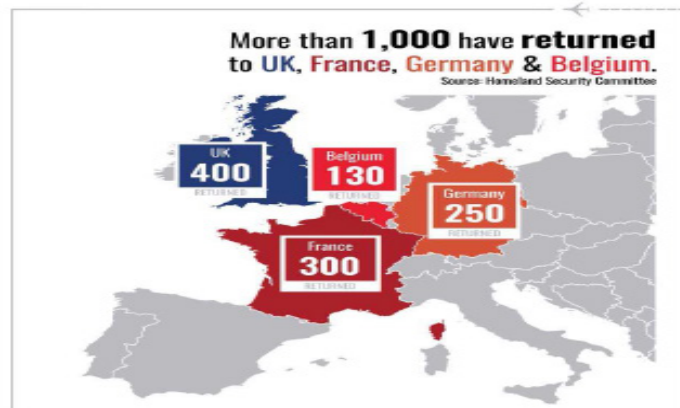 More than 1,000 have returned
to UK, France, Germany & Belgium.
Source: Homeland Security Committee
UK
400
RETURNED
Belgium
130
RETURNED
Germany
250
RETURNED
France
300
RETURNED